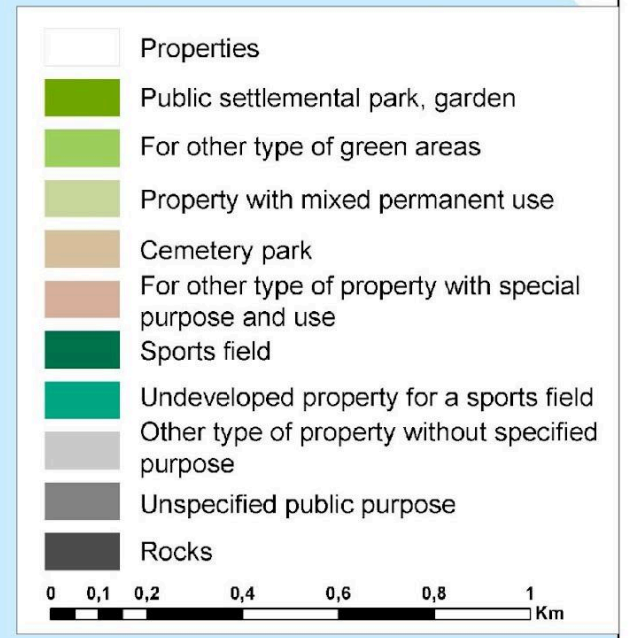 Properties
Public settlemental park, garden
For other type of green areas
Property with mixed permanent use
Cemetery park
For other type of property with special
purpose and use
Sports field
Undeveloped property for a sports field
Other type of property without specified
purpose
Unspecified public purpose
Rocks
0 0,1 0,2 0,4 0,6 0,8 1
Km